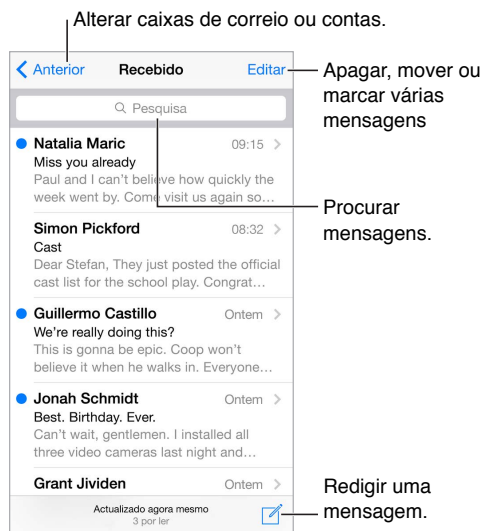 Alterar caixas de correio ou contas.
Anterior Recebido Editar
Apagar, mover ou
marcar várias
mensagens
Pesquisa
Natalia Maric 09:15
Miss you already
Paul and I can't believe how quickly the
week went by. Come visit us again so…
Procurar
mensagens.
Simon Pickford 08:32
Cast
Dear Stefan, They just posted the official
cast list for the school play. Congrat…
Guillermo Castillo Ontem
We're really doing this?
This is gonna be epic. Coop won't
believe it when he walks in. Everyone…
Jonah Schmidt Ontem
Best. Birthday. Ever.
Can't wait, gentlemen. I installed all
three video cameras last night and…
Grant Jividen Ontem
Actualizado agora mesmo
3 por ler
Redigir uma
mensagem.